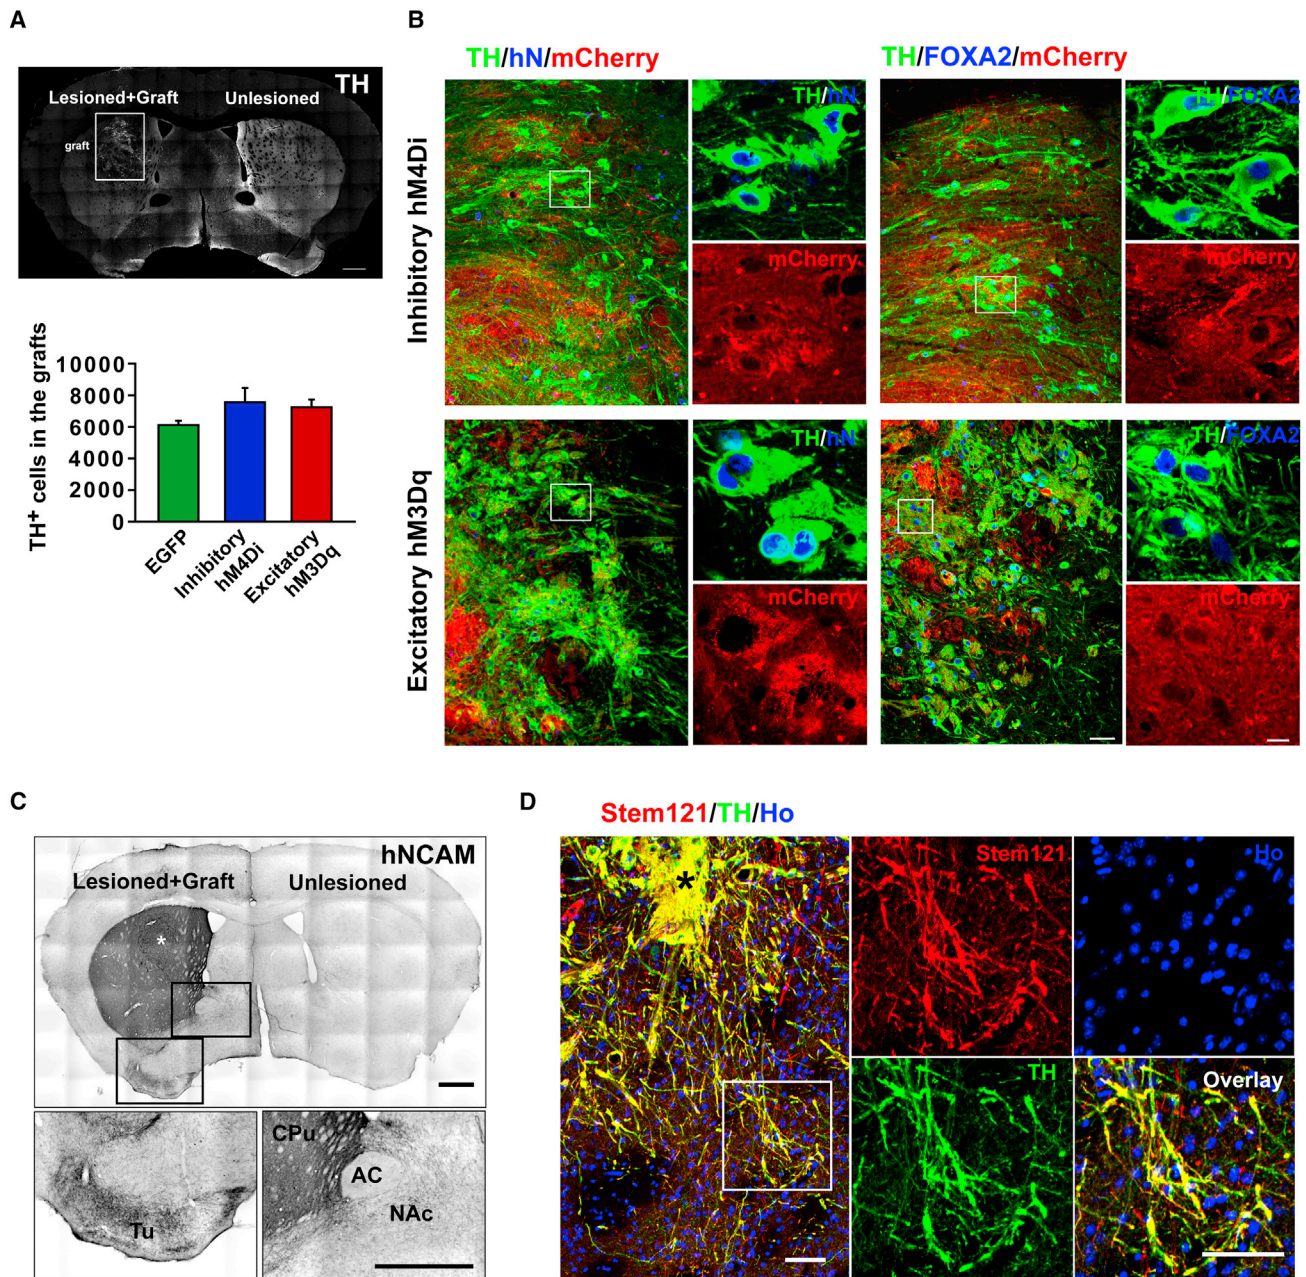 A
TH
Lesioned+Graft
Unlesioned
graft
TH+ cells in the grafts
10000
8000
6000
4000
2000
0
EGFP
Inhibitory
hM4Di
Excitatory
hM3Dq
B
TH/hN/mCherry
TH/FOXA2/mCherry
Inhibitory hM4Di
TH/hN
mCherry
TH/FOXA2
mCherry
Excitatory hM3Dq
TH/hN
mCherry
TH/FOXA2
mCherry
C
hNCAM
Lesioned+Graft
Unlesioned
*
Tu
CPu
AC
NAc
D
Stem121/TH/Ho
*
Stem121
Ho
TH
Overlay